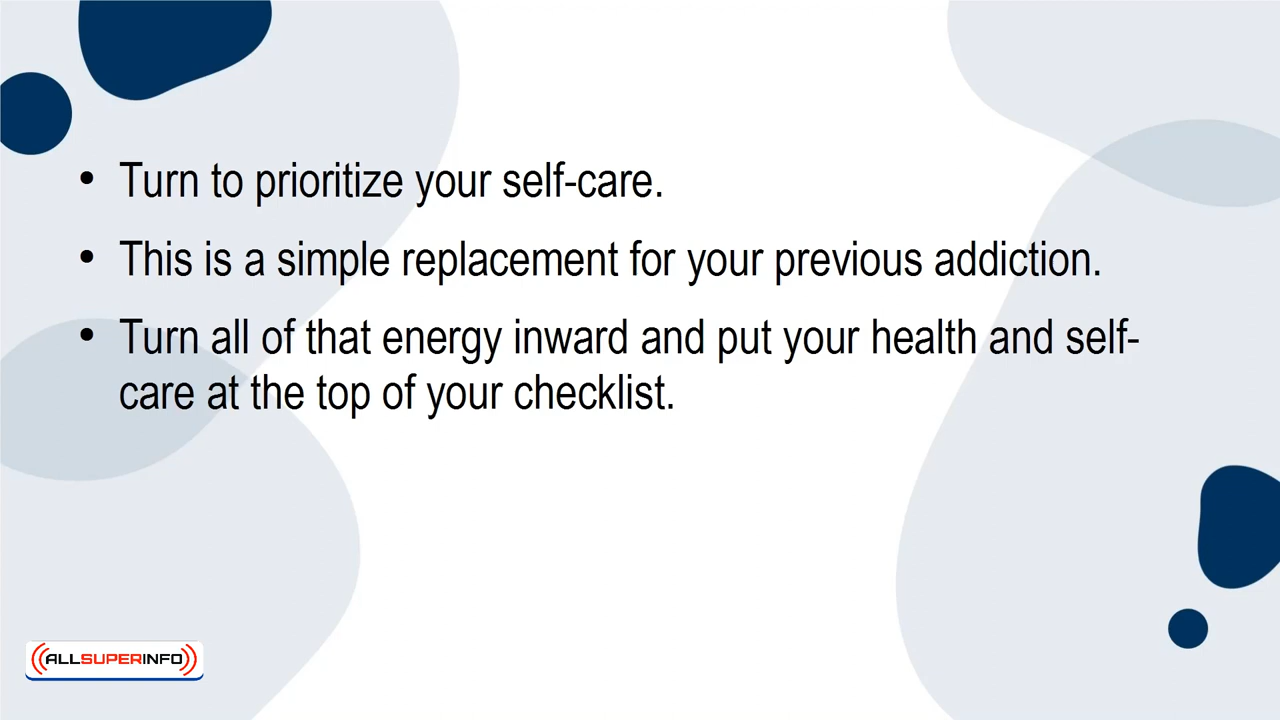 • Turn to prioritize your self-care.
• This is a simple replacement for your previous addiction.
• Turn all of that energy inward and put your health and self-
care at the top of your checklist.
ALLSUPERINFO